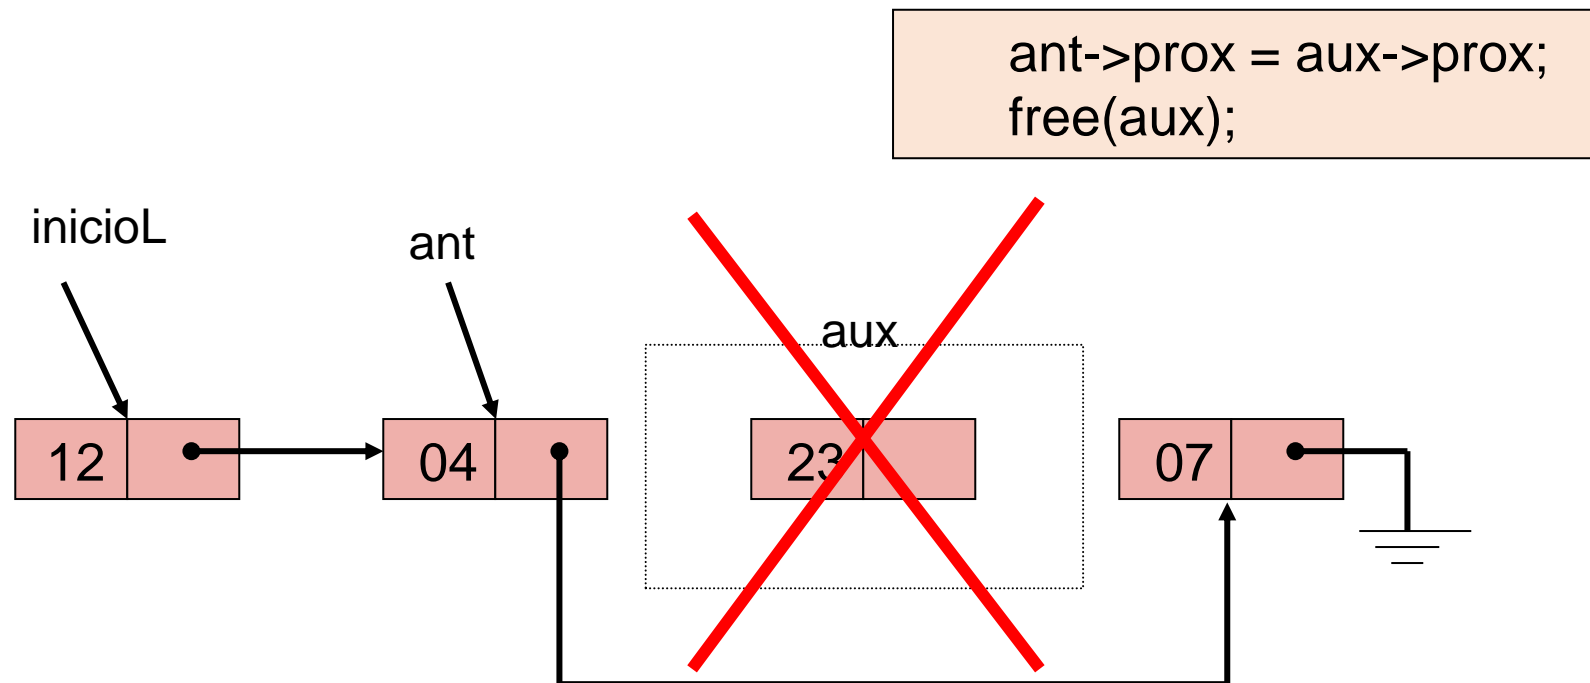 ant->prox = aux->prox;
free(aux);
inicioL
ant
aux
12
04
23
07